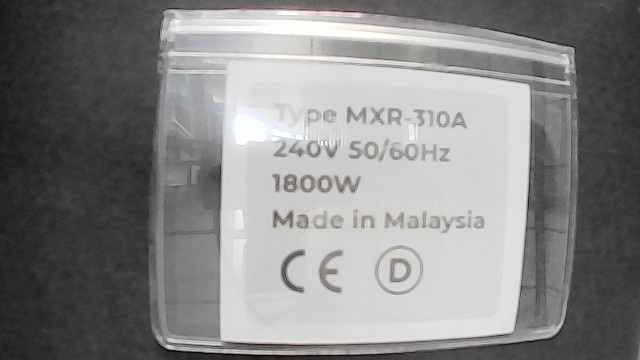 Type MXR-310A
240V 50/60Hz
1800W
Made in Malaysia
CE D